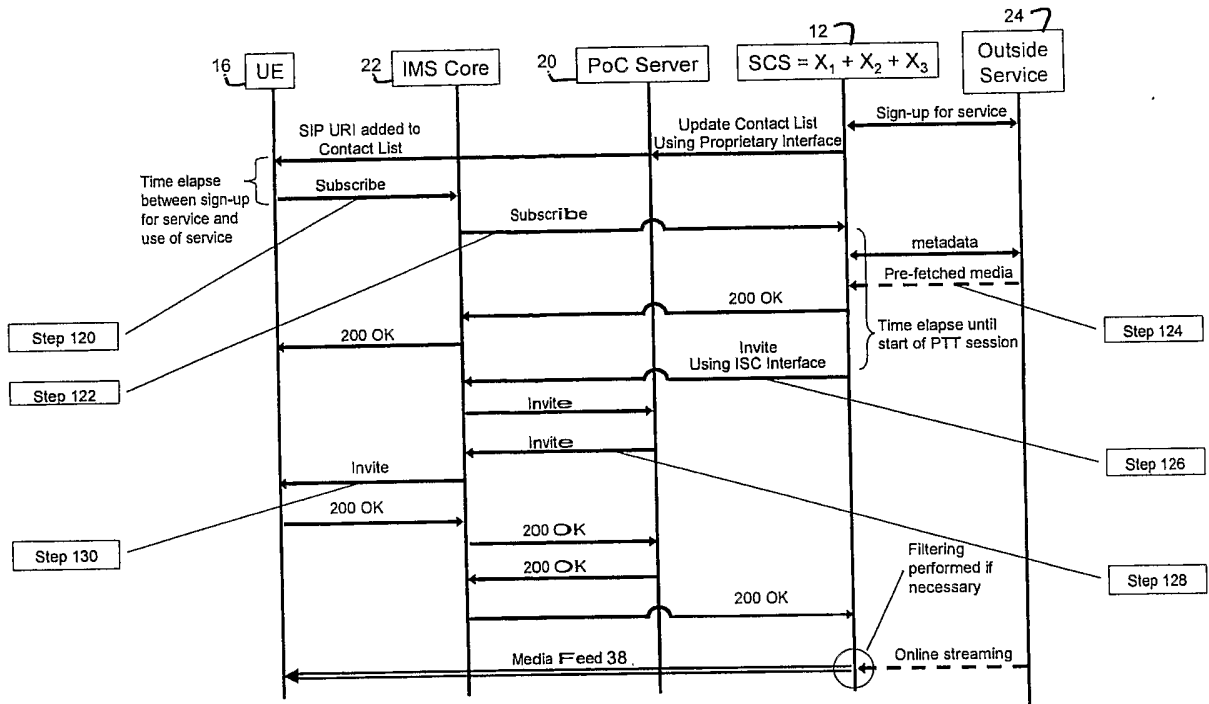 24
12
16
UE
22
IMS Core
20
PoC Server
SCS = X₁ + X₂ + X₃
Outside
Service
Sign-up for service
SIP URI added to
Contact List
Update Contact List
Using Proprietary Interface
Time elapse
between sign-up
for service and
use of service
Subscribe
Subscribe
metadata
Pre-fetched media
200 OK
Step 120
200 OK
Time elapse until
start of PTT session
Step 124
Invite
Using ISC Interface
Step 122
Invite
Invite
Step 126
Invite
200 OK
Step 130
200 OK
Filtering
performed if
necessary
200 OK
Step 128
200 OK
Media Feed 38
Online streaming